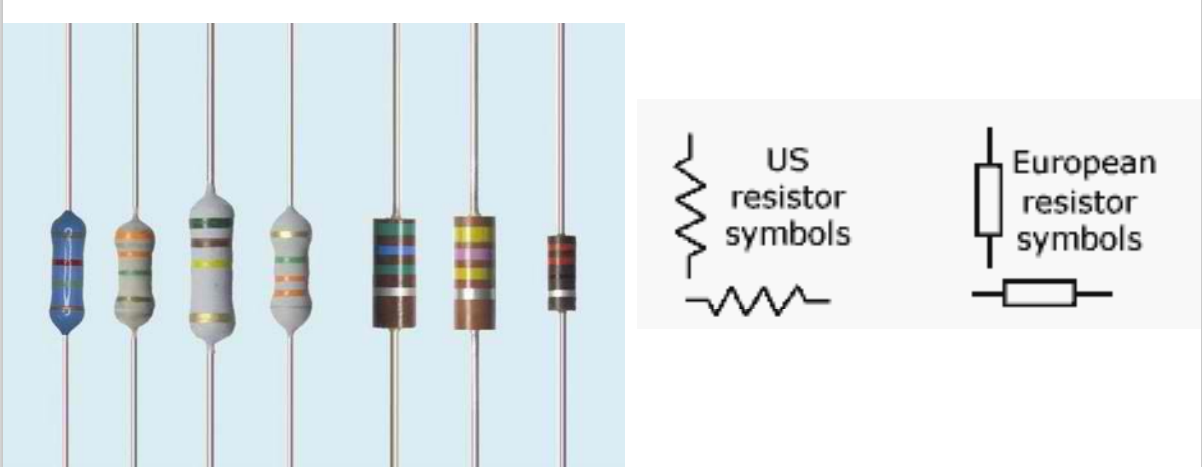 US
resistor
symbols
European
resistor
symbols